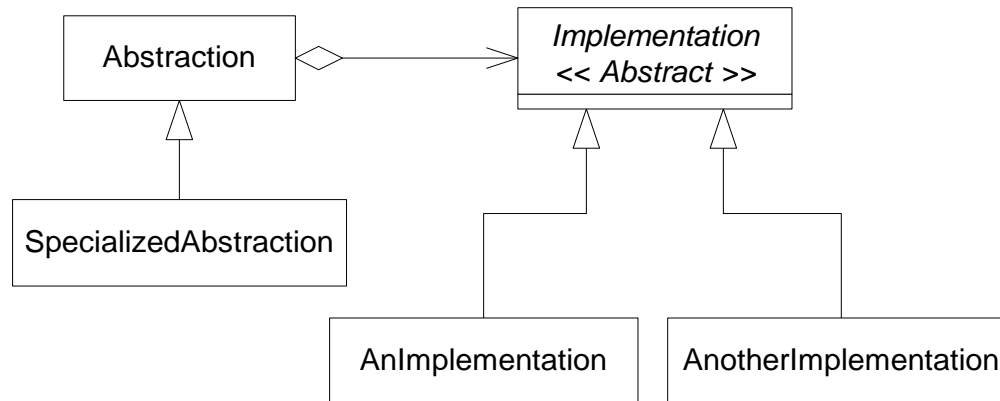 Abstraction
Implementation
<< Abstract >>
SpecializedAbstraction
AnImplementation
AnotherImplementation